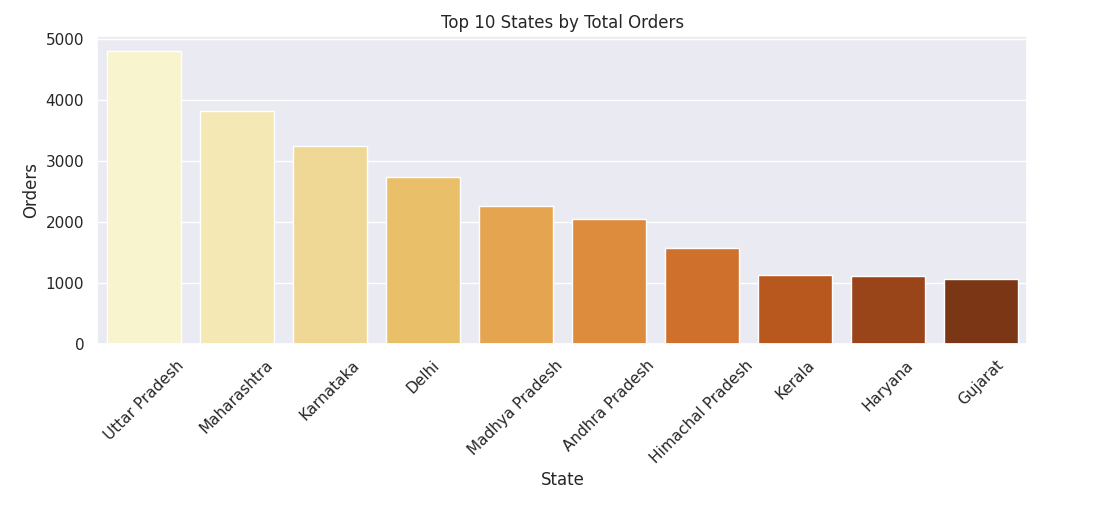 Top 10 States by Total Orders
5000
4000
3000
2000
1000
0
Orders
Uttar Pradesh
Maharashtra
Karnataka
Delhi
Madhya Pradesh
Andhra Pradesh
Himachal Pradesh
Kerala
Haryana
Gujarat
State